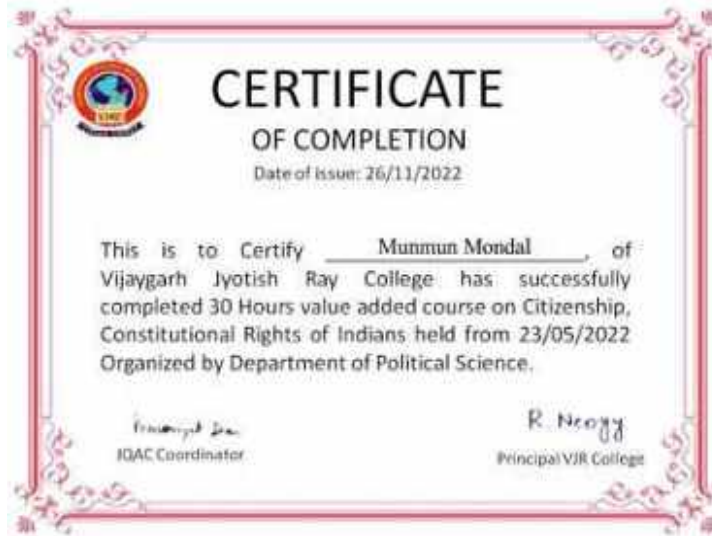 CERTIFICATE
OF COMPLETION
Date of issue: 26/11/2022
This is to Certify Munmun Mondal, of
Vijaygarh Jyotish Ray College has successfully
completed 30 Hours value added course on Citizenship,
Constitutional Rights of Indians held from 23/05/2022
Organized by Department of Political Science.
R. Neogy
IQAC Coordinator
Principal VJR College